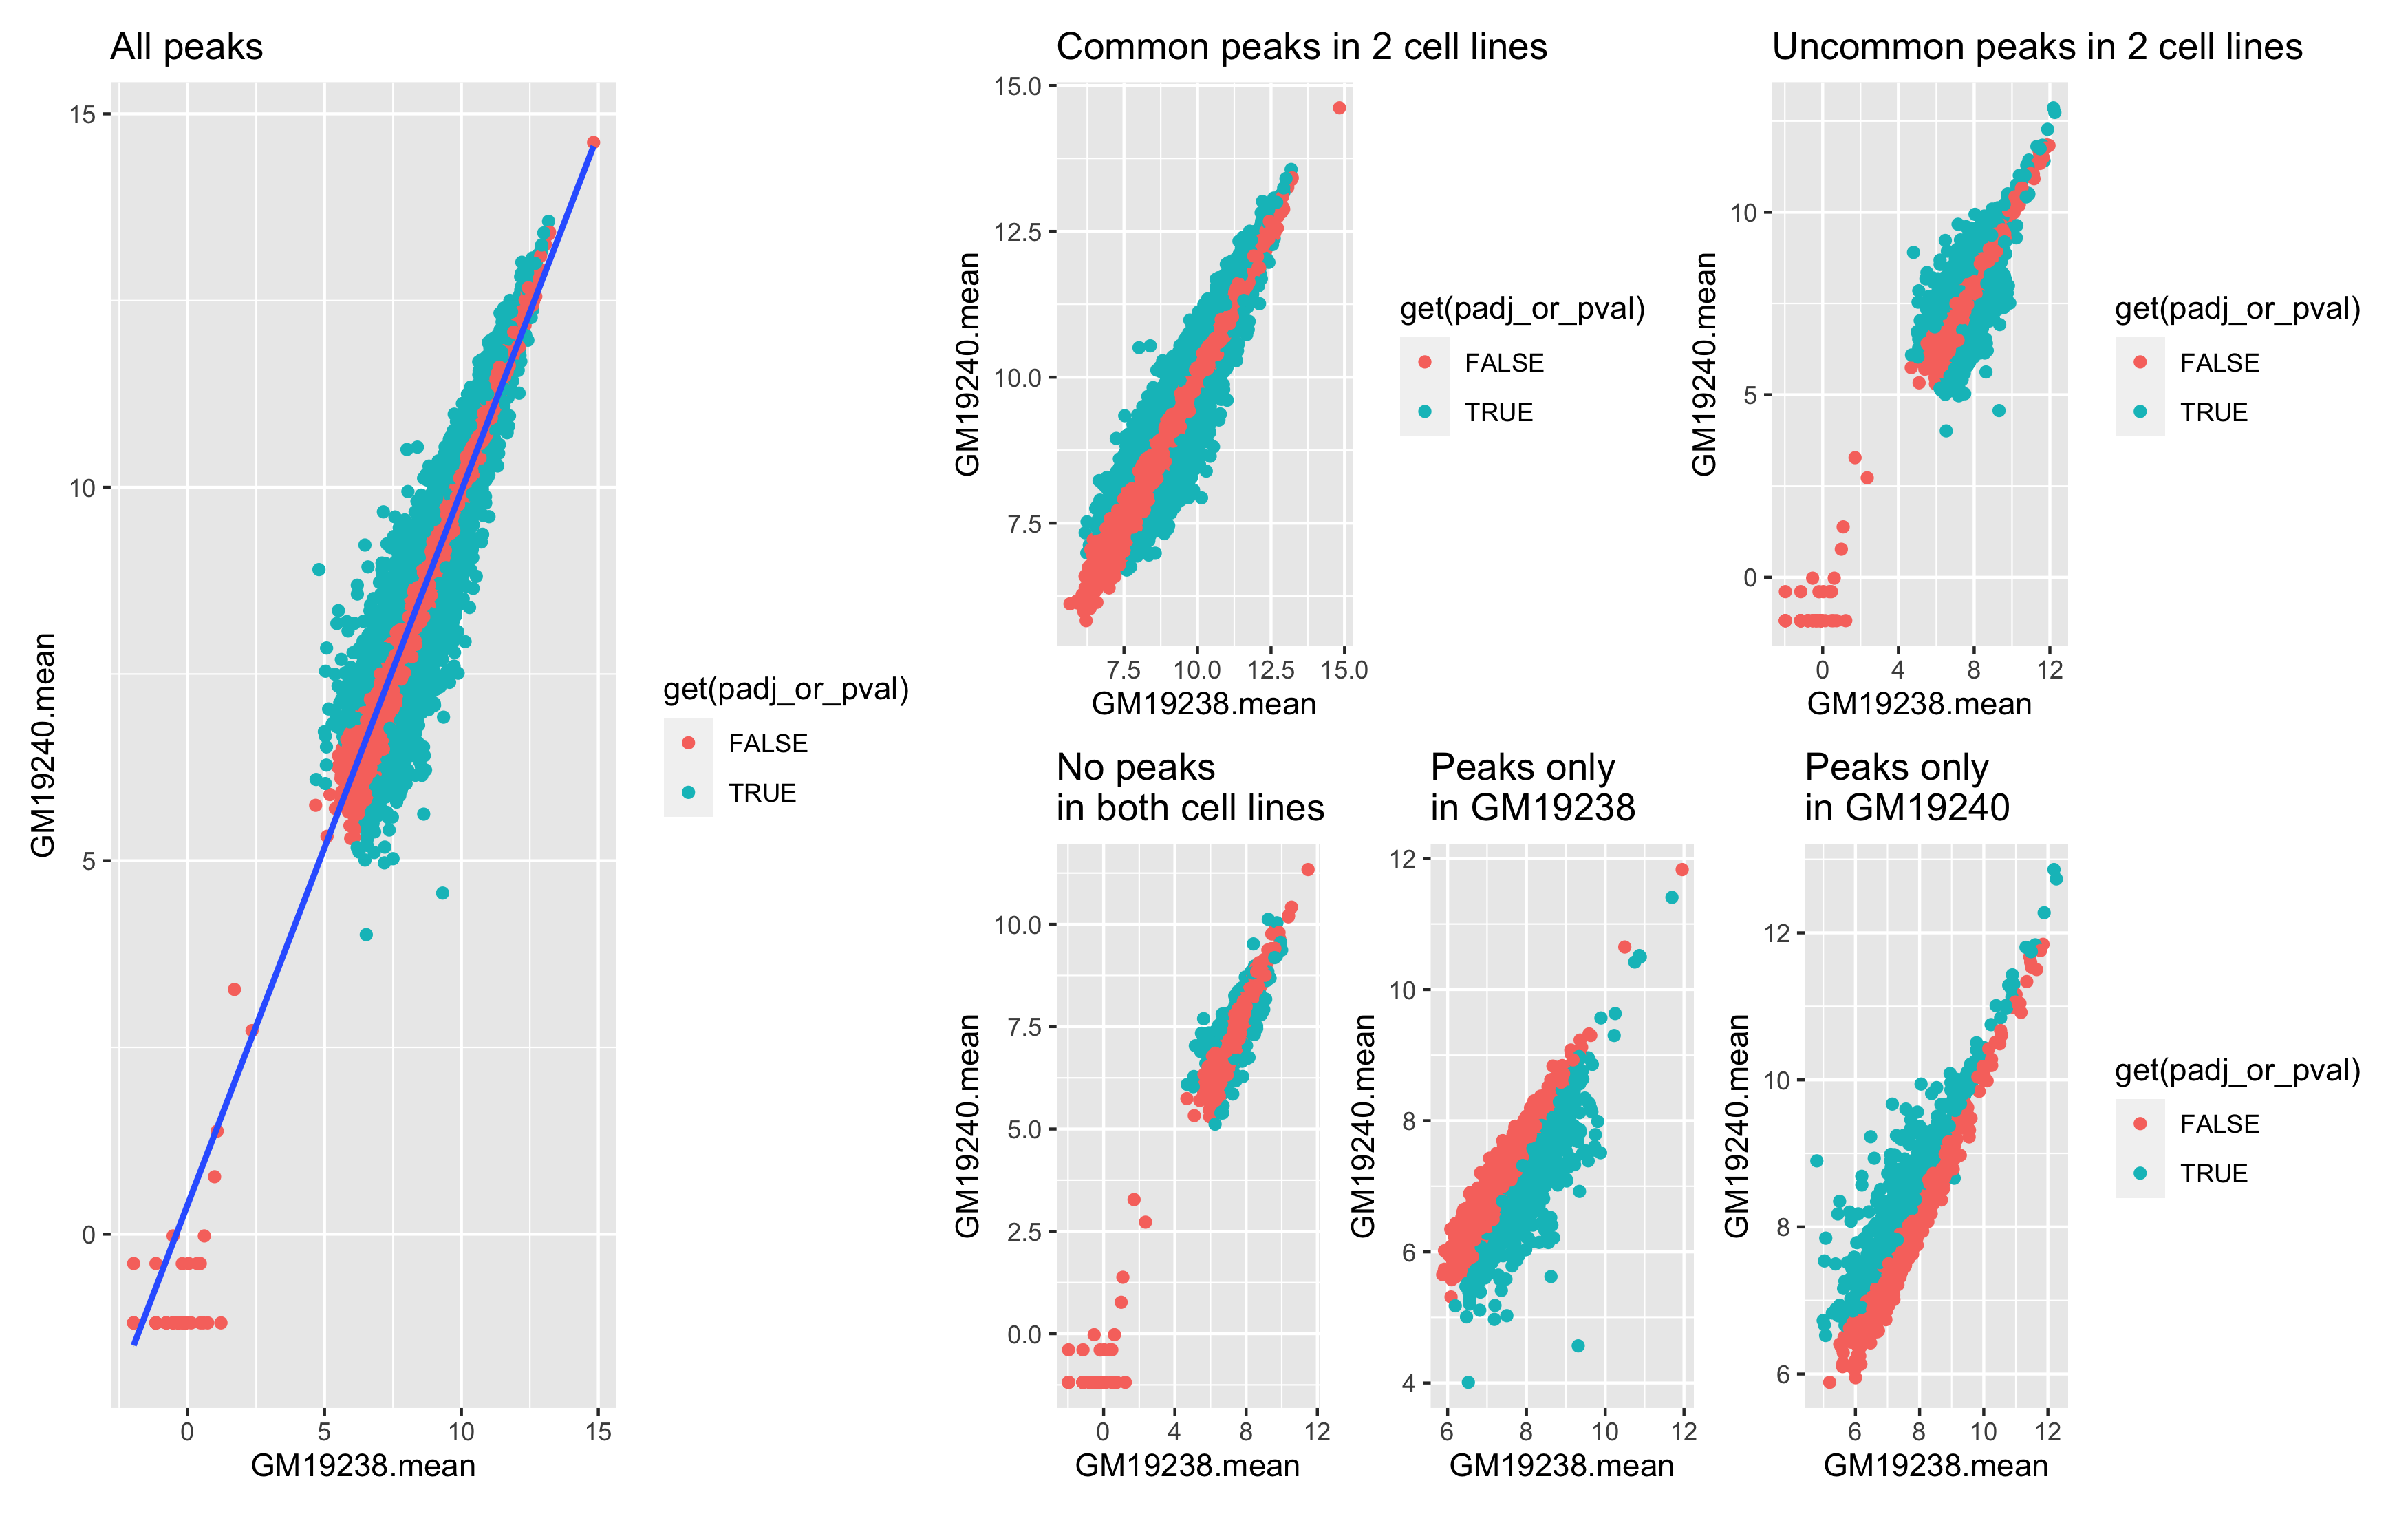 All peaks
15
10
5
0
0
5
10
15
GM19238.mean
GM19240.mean
get(padj_or_pval)
FALSE
TRUE
Common peaks in 2 cell lines
15.0
12.5
10.0
7.5
7.5
10.0
12.5
15.0
GM19238.mean
GM19240.mean
get(padj_or_pval)
FALSE
TRUE
Uncommon peaks in 2 cell lines
10
5
0
0
4
8
12
GM19238.mean
GM19240.mean
get(padj_or_pval)
FALSE
TRUE
No peaks
in both cell lines
10.0
7.5
5.0
2.5
0.0
0
4
8
12
GM19238.mean
GM19240.mean
Peaks only
in GM19238
12
10
8
6
4
6
8
10
12
GM19238.mean
GM19240.mean
Peaks only
in GM19240
12
10
8
6
6
8
10
12
GM19238.mean
GM19240.mean
get(padj_or_pval)
FALSE
TRUE